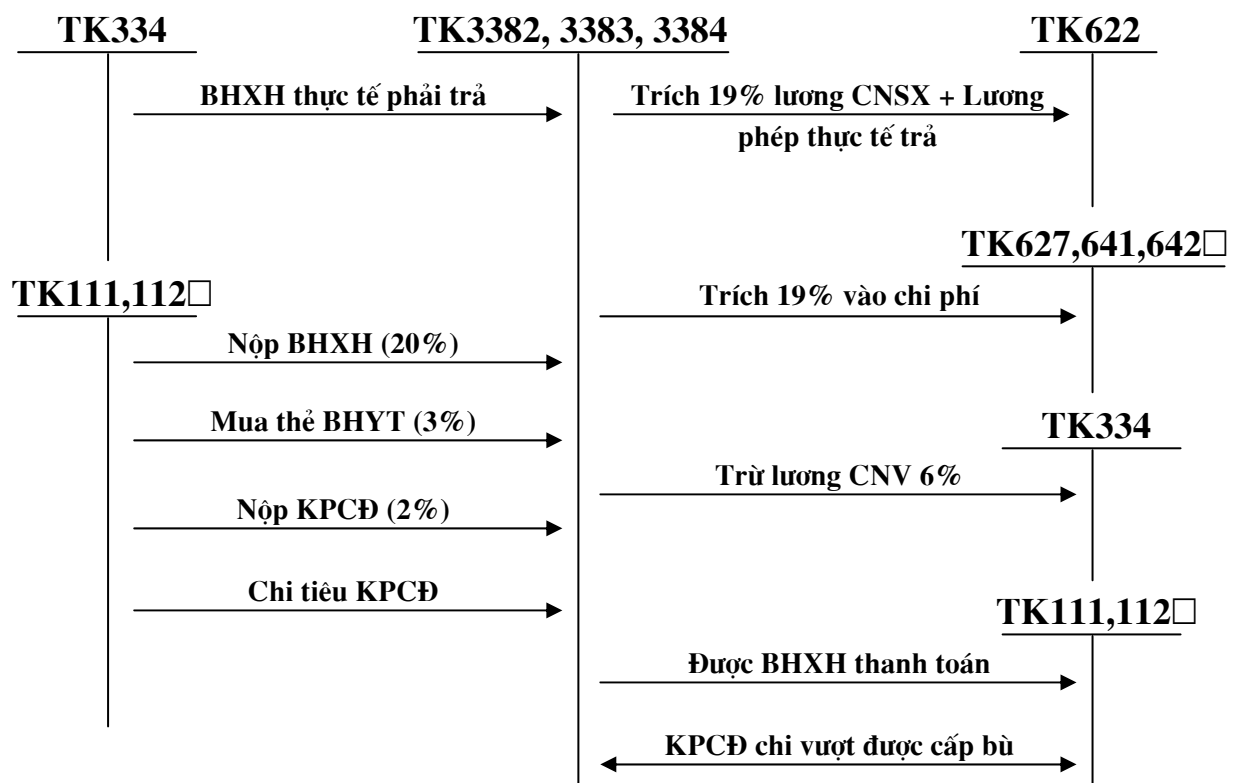 TK334 TK3382, 3383, 3384 TK622
BHXH thực tế phải trả
Trích 19% lương CNSX + Lương
phép thực tế trả
TK627,641,642□
TK111,112□
Trích 19% vào chi phí
Nộp BHXH (20%)
Mua thẻ BHYT (3%)
TK334
Trừ lương CNV 6%
Nộp KPCĐ (2%)
Chi tiêu KPCĐ
TK111,112□
Được BHXH thanh toán
KPCĐ chi vượt được cấp bù